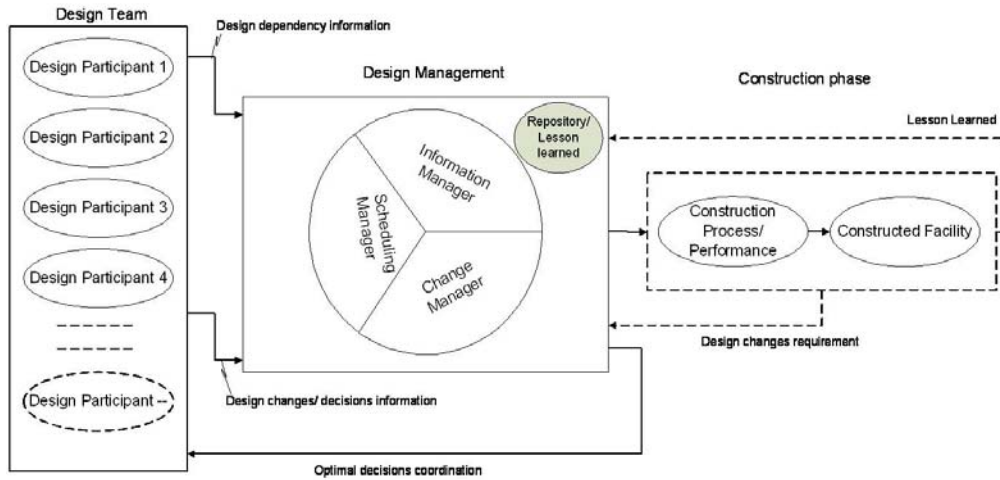 Design Team
Design Participant 1
Design Participant 2
Design Participant 3
Design Participant 4
Design Participant --
Design dependency information
Design changes/ decisions information
Optimal decisions coordination
Design Management
Repository/
Lesson
learned
Information
Manager
Scheduling
Manager
Change
Manager
Construction phase
Lesson Learned
Construction
Process/
Performance
Constructed Facility
Design changes requirement